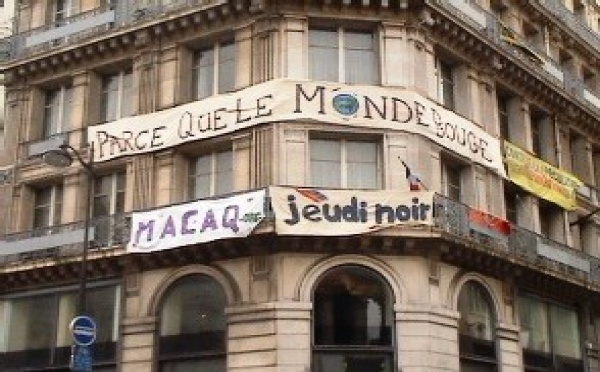 PARCE QUE LE MONDE BOUGE
MACAQ
jeudi noir